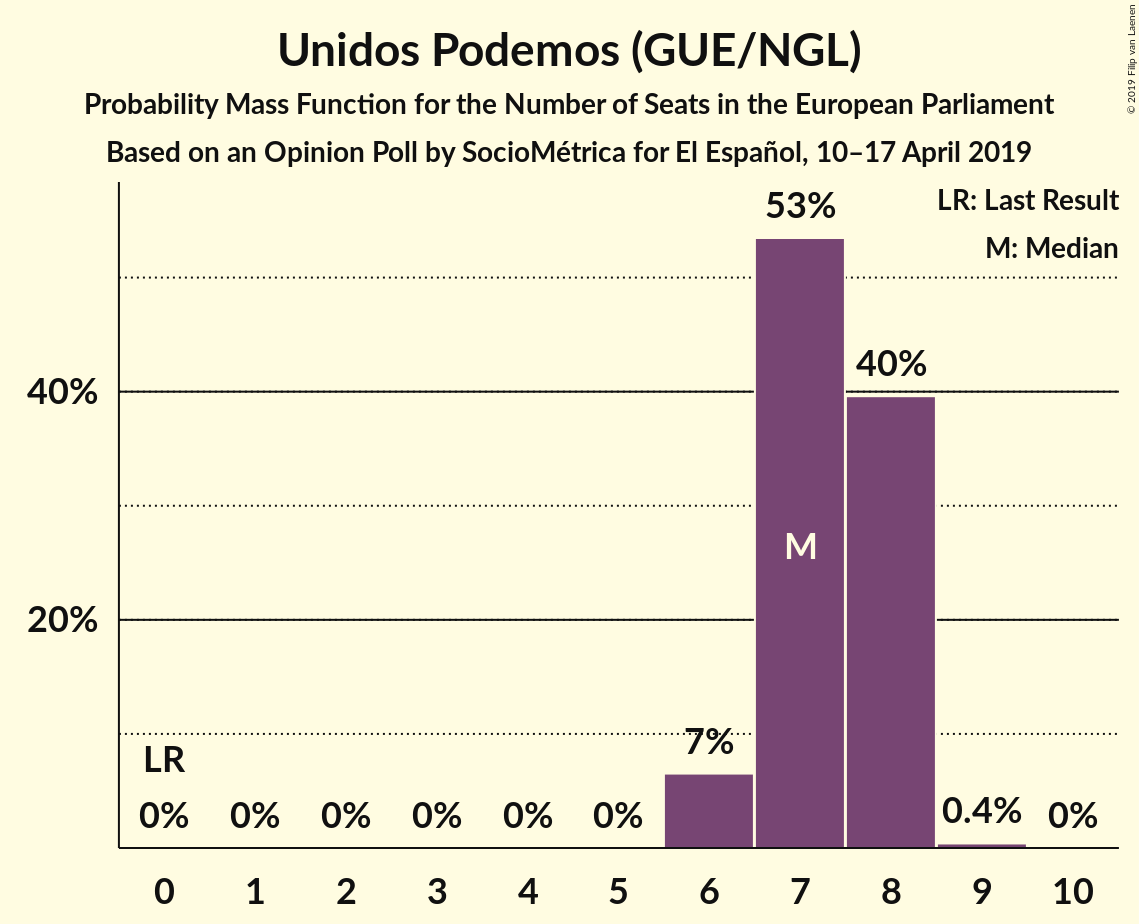 Unidos Podemos (GUE/NGL)
Probability Mass Function for the Number of Seats in the European Parliament
Based on an Opinion Poll by SocioMétrica for El Español, 10–17 April 2019
© 2019 Filip van Laenen
LR: Last Result
M: Median
53%
40%
40%
M
20%
7%
LR
0% 0% 0% 0% 0% 0% 0.4% 0%
0 1 2 3 4 5 6 7 8 9 10